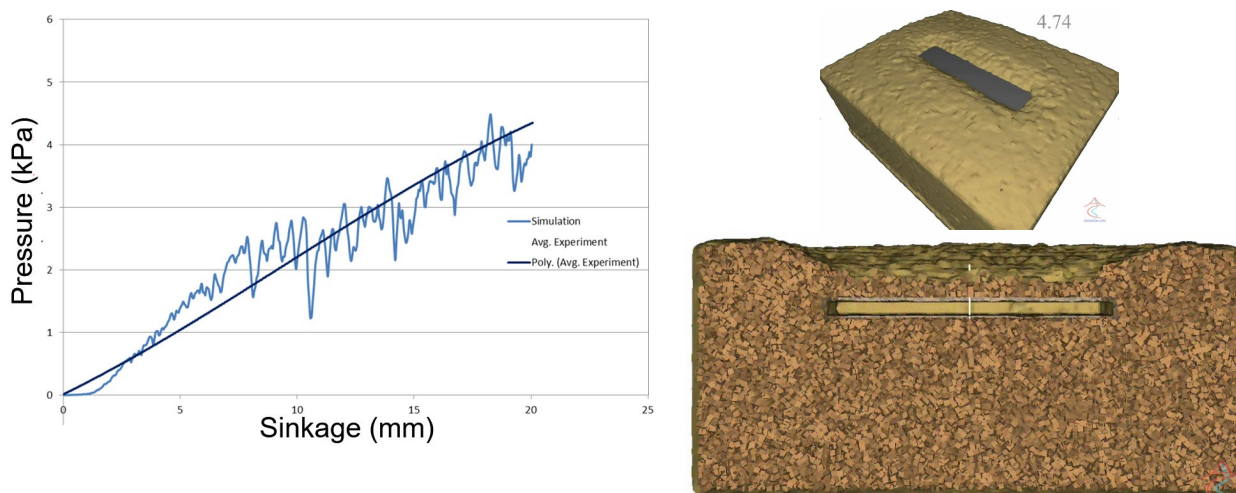 6
5
4
3
2
1
0
Pressure (kPa)
0
5
10
15
20
25
Sinkage (mm)
Simulation
Avg. Experiment
Poly. (Avg. Experiment)
4.74